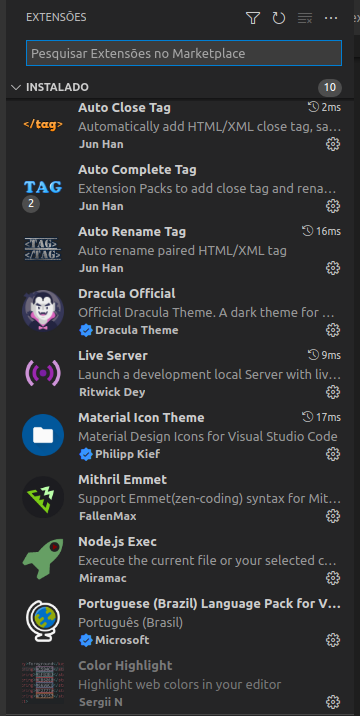 EXTENSÕES
Pesquisar Extensões no Marketplace
INSTALADO 10
</tag> Auto Close Tag 2ms
Automatically add HTML/XML close tag, sa...
Jun Han
TAG 2 Auto Complete Tag
Extension Packs to add close tag and rena...
Jun Han
<TAG> </TAG> Auto Rename Tag 16ms
Auto rename paired HTML/XML tag
Jun Han
Dracula Official
Official Dracula Theme. A dark theme for ...
Dracula Theme
Live Server 9ms
Launch a development local Server with liv...
Ritwick Dey
Material Icon Theme 17ms
Material Design Icons for Visual Studio Code
Philipp Kief
Mithril Emmet
Support Emmet(zen-coding) syntax for Mit...
FallenMax
Node.js Exec
Execute the current file or your selected c...
Miramac
Portuguese (Brazil) Language Pack for V...
Português (Brasil)
Microsoft
Color Highlight
Highlight web colors in your editor
Sergii N